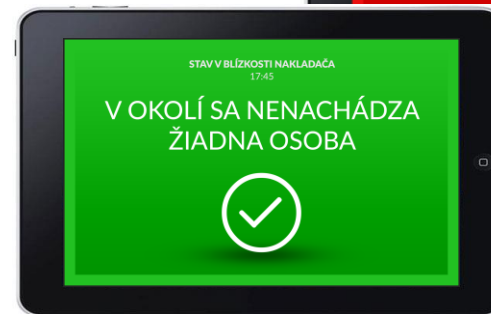 STAV V BLÍZKOSTI NAKLADAČA
17:45
V OKOLÍ SA NENACHÁDZA
ŽIADNA OSOBA